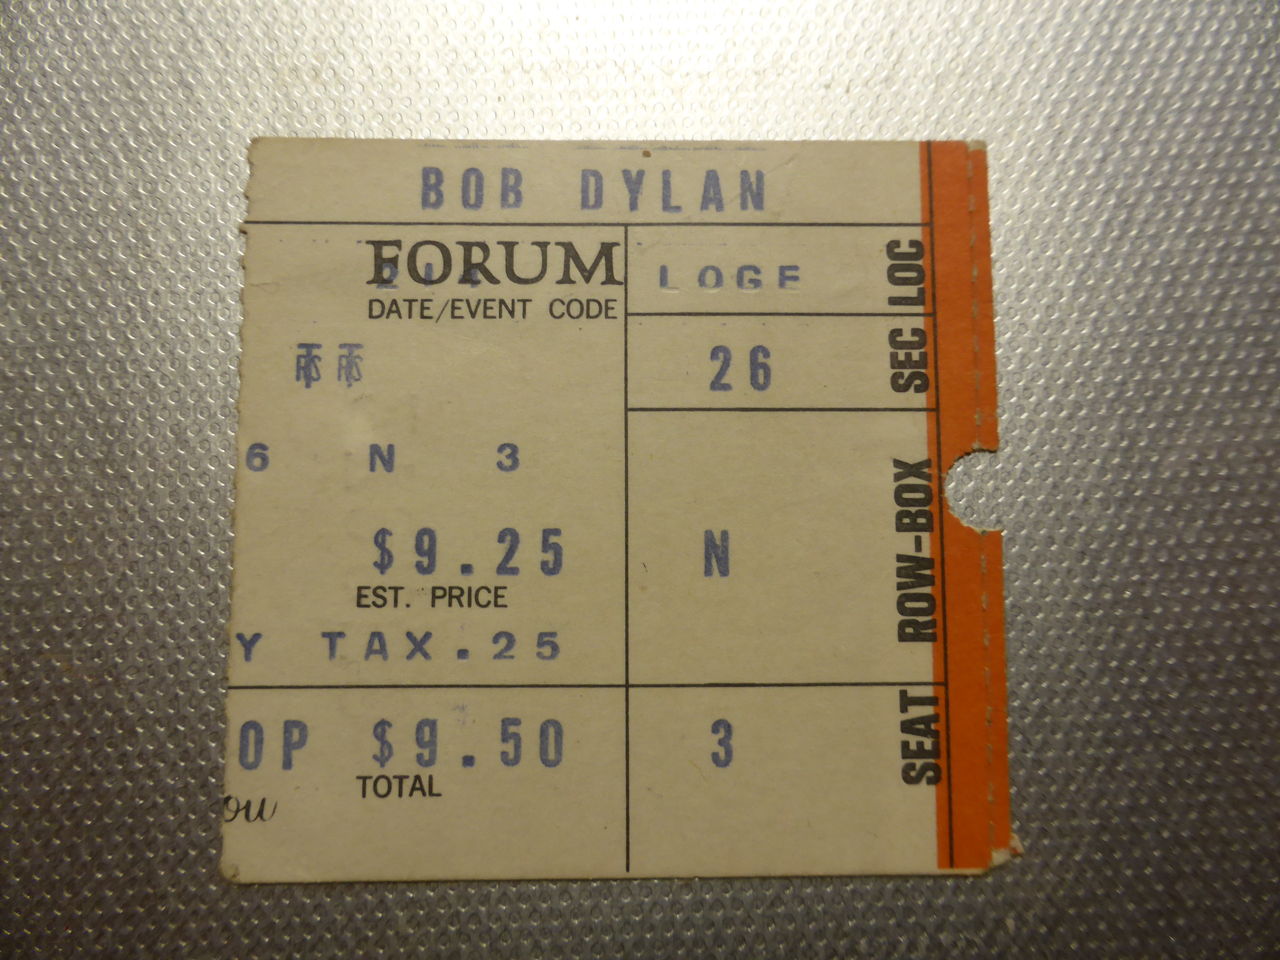 BOB DYLAN
FORUM
LOGE
DATE/EVENT CODE
SEC LOC
26
6 N 3
$9.25
EST. PRICE
N
ROW-BOX
Y TAX.25
OP $9.50
TOTAL
3
SEAT
ou